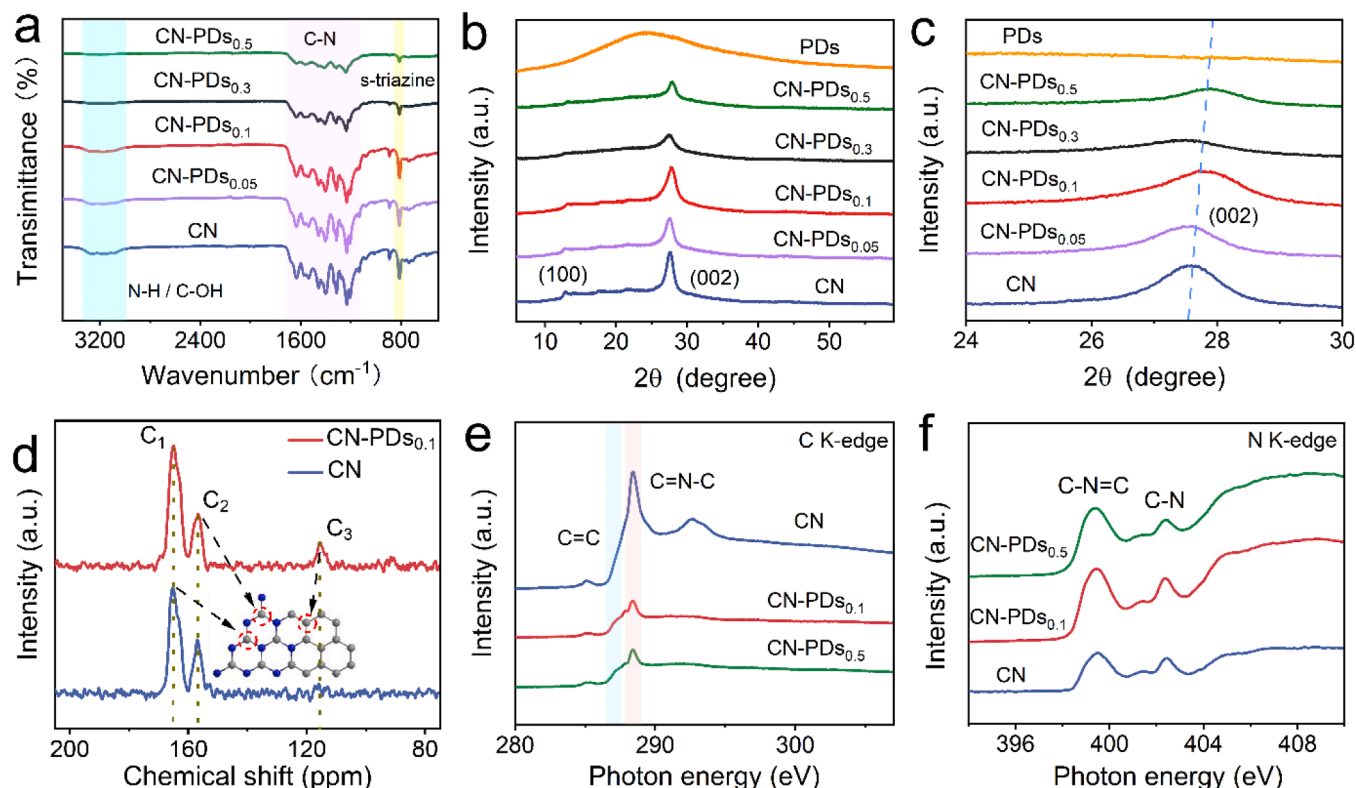 a
CN-PDs0.5
C-N
CN-PDs0.3
s-triazine
CN-PDs0.1
CN-PDs0.05
CN
N-H / C-OH
Transimittance (%)
3200 2400 1600 800
Wavenumber (cm-1)
b
PDs
CN-PDs0.5
CN-PDs0.3
CN-PDs0.1
CN-PDs0.05
(100)
(002)
CN
Intensity (a.u.)
10 20 30 40 50
2θ (degree)
c
PDs
CN-PDs0.5
CN-PDs0.3
CN-PDs0.1
(002)
CN-PDs0.05
CN
Intensity (a.u.)
24 26 28 30
2θ (degree)
d
C1
CN-PDs0.1
CN
C2
C3
Intensity (a.u.)
200 160 120 80
Chemical shift (ppm)
e
C K-edge
C=N-C
CN
C=C
CN-PDs0.1
CN-PDs0.5
Intensity (a.u.)
280 290 300
Photon energy (eV)
f
N K-edge
C-N=C
C-N
CN-PDs0.5
CN-PDs0.1
CN
Intensity (a.u.)
396 400 404 408
Photon energy (eV)